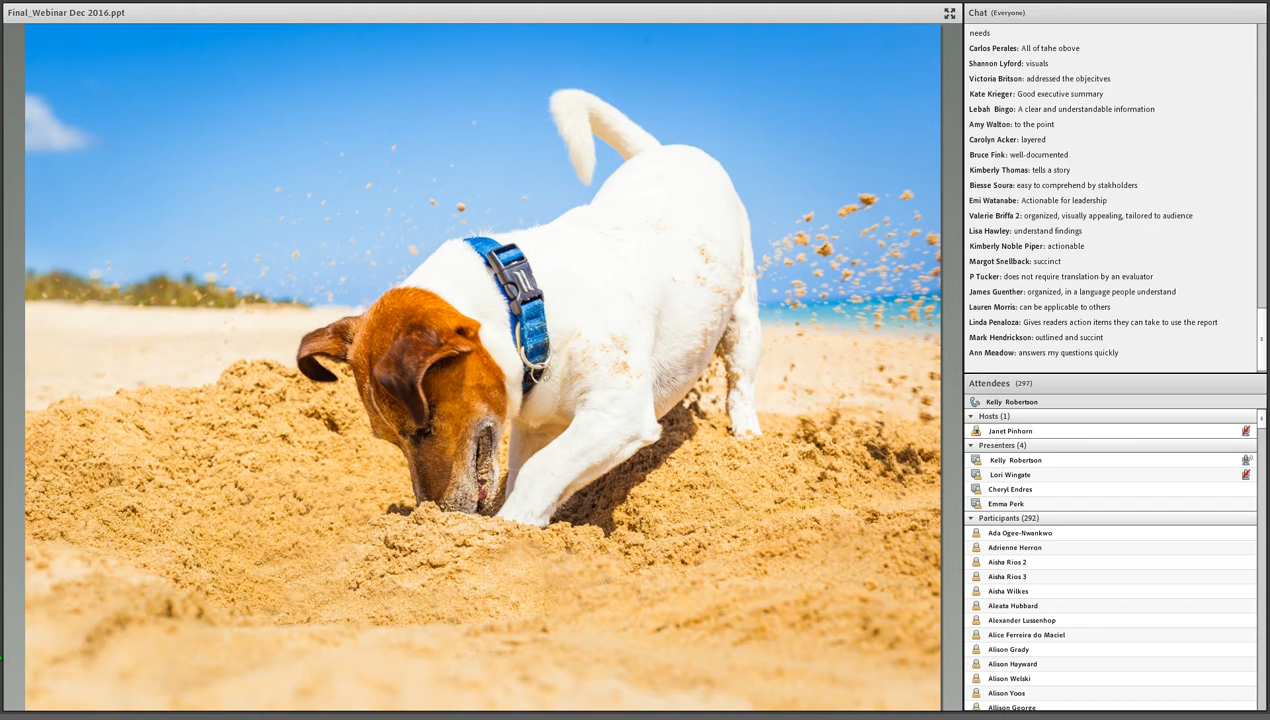 Final_Webinar Dec 2016.ppt
Chat (Everyone)
needs
Carlos Perales: All of tahe obove
Shannon Lyford: visuals
Victoria Britson: addressed the objecitves
Kate Krieger: Good executive summary
Lebah Bingo: A clear and understandable information
Amy Walton: to the point
Carolyn Acker: layered
Bruce Fink: well-documented
Kimberly Thomas: tells a story
Biesse Soura: easy to comprehend by stakholders
Emi Watanabe: Actionable for leadership
Valerie Briffa 2: organized, visually appealing, tailored to audience
Lisa Hawley: understand findings
Kimberly Noble Piper: actionable
Margot Snellback: succinct
P Tucker: does not require translation by an evaluator
James Guenther: organized, in a language people understand
Lauren Morris: can be applicable to others
Linda Penaloza: Gives readers action items they can take to use the report
Mark Hendrickson: outlined and succint
Ann Meadow: answers my questions quickly
Attendees (297)
Kelly Robertson
Hosts (1)
Janet Pinhorn
Presenters (4)
Kelly Robertson
Lori Wingate
Cheryl Endres
Emma Perk
Participants (292)
Ada Ogee-Nwankwo
Adrienne Herron
Aisha Rios 2
Aisha Rios 3
Aisha Wilkes
Aleata Hubbard
Alexander Lussenhop
Alice Ferreira do Maciel
Alison Grady
Alison Hayward
Alison Welski
Alison Yoos
Allison George